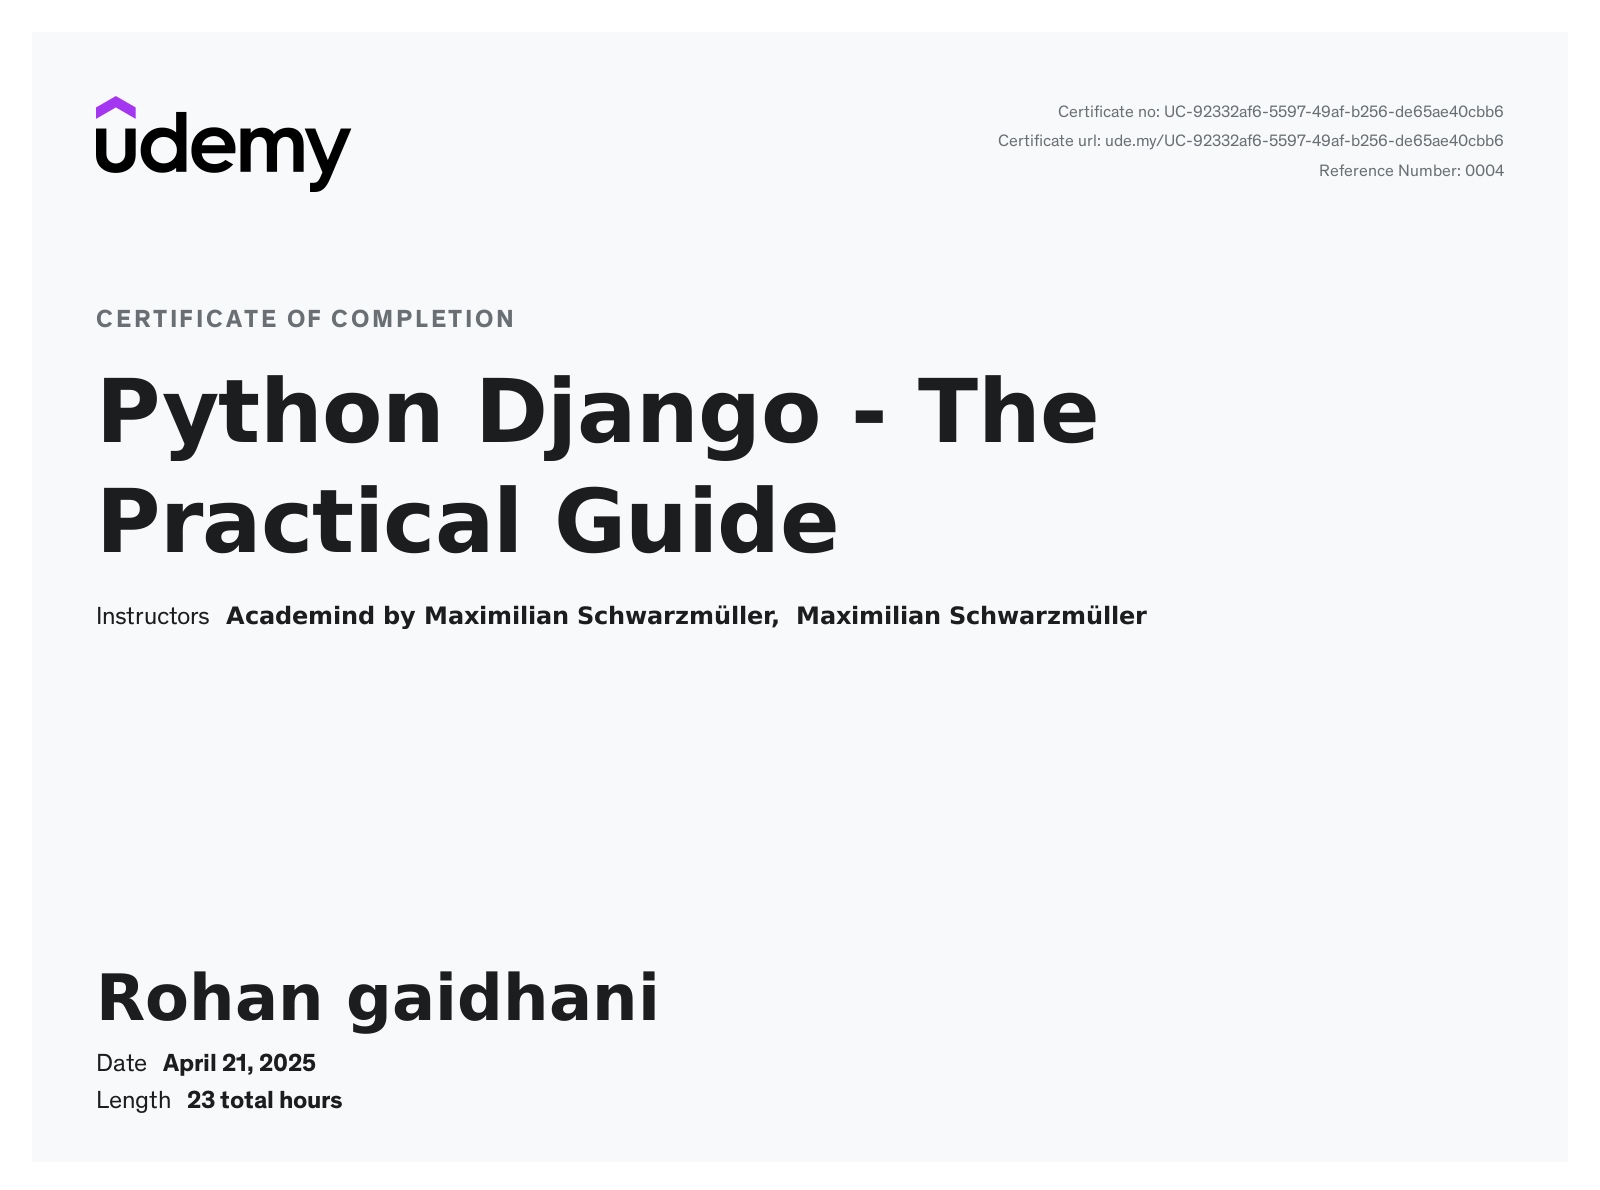 udemy
Certificate no: UC-92332af6-5597-49af-b256-de65ae40cbb6
Certificate url: ude.my/UC-92332af6-5597-49af-b256-de65ae40cbb6
Reference Number: 0004
CERTIFICATE OF COMPLETION
Python Django - The
Practical Guide
Instructors Academind by Maximilian Schwarzmüller, Maximilian Schwarzmüller
Rohan gaidhani
Date April 21, 2025
Length 23 total hours